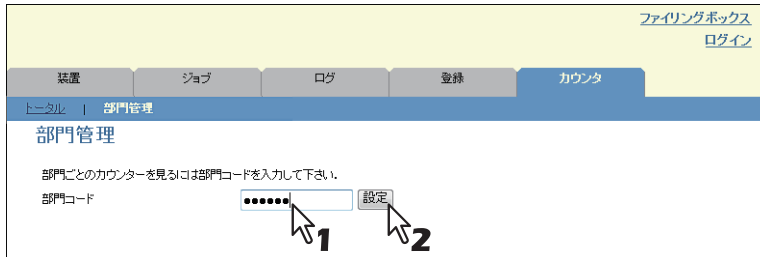 ファイリングボックス
ログイン
装置 ジョブ ログ 登録 カウンタ
トータル | 部門管理
部門管理
部門ごとのカウンターを見るには部門コードを入力して下さい.
部門コード ●●●●●● 設定
1 2